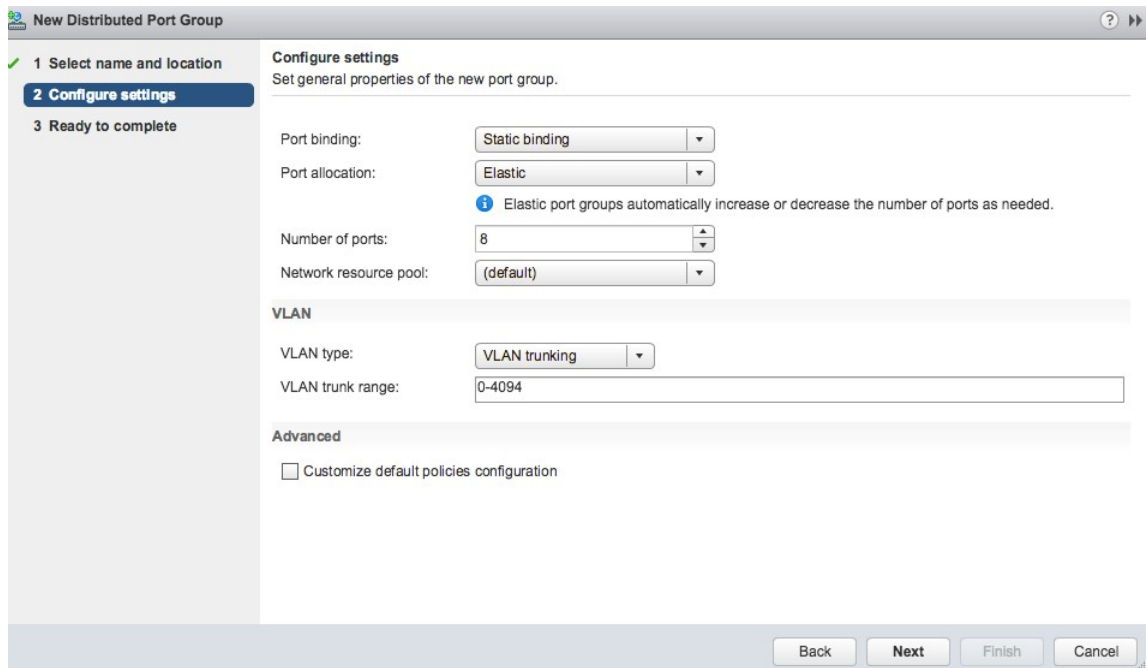 New Distributed Port Group
1 Select name and location
2 Configure settings
3 Ready to complete
Configure settings
Set general properties of the new port group.
Port binding: Static binding
Port allocation: Elastic
Elastic port groups automatically increase or decrease the number of ports as needed.
Number of ports: 8
Network resource pool: (default)
VLAN
VLAN type: VLAN trunking
VLAN trunk range: 0-4094
Advanced
Customize default policies configuration
Back Next Finish Cancel